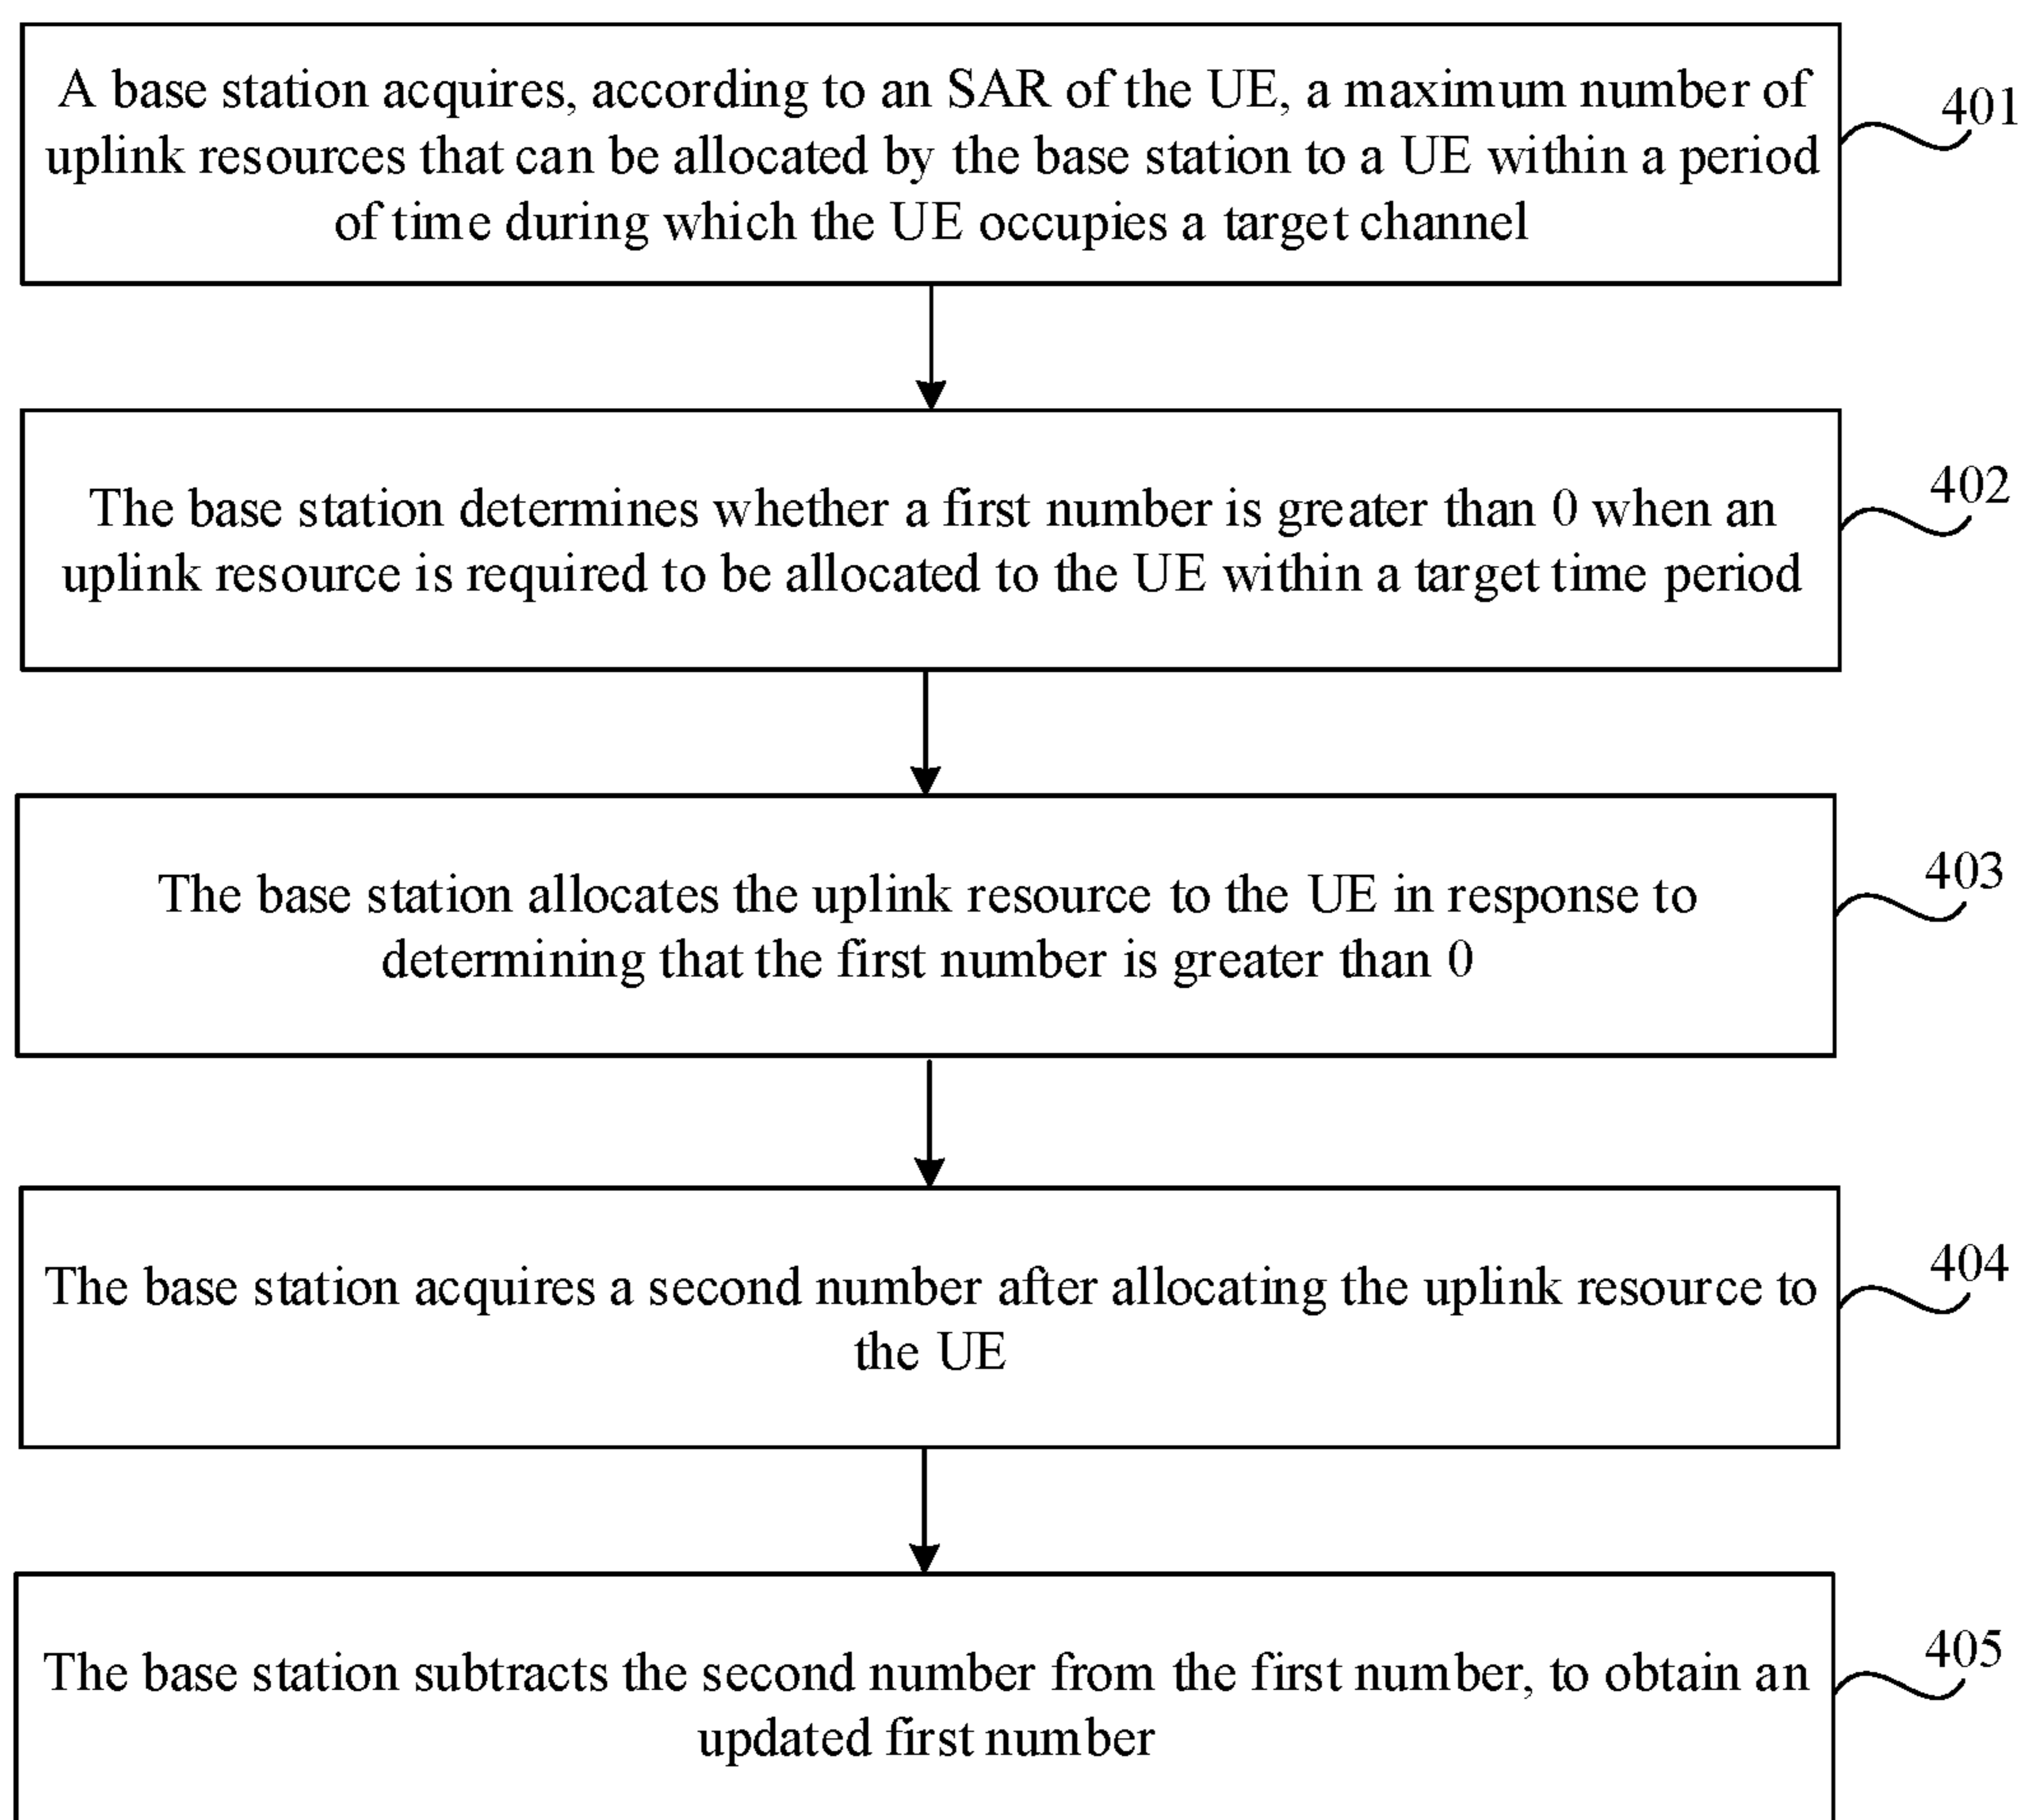 A base station acquires, according to an SAR of the UE, a maximum number of
uplink resources that can be allocated by the base station to a UE within a period
of time during which the UE occupies a target channel
401
The base station determines whether a first number is greater than 0 when an
uplink resource is required to be allocated to the UE within a target time period
402
The base station allocates the uplink resource to the UE in response to
determining that the first number is greater than 0
403
The base station acquires a second number after allocating the uplink resource to
the UE
404
The base station subtracts the second number from the first number, to obtain an
updated first number
405